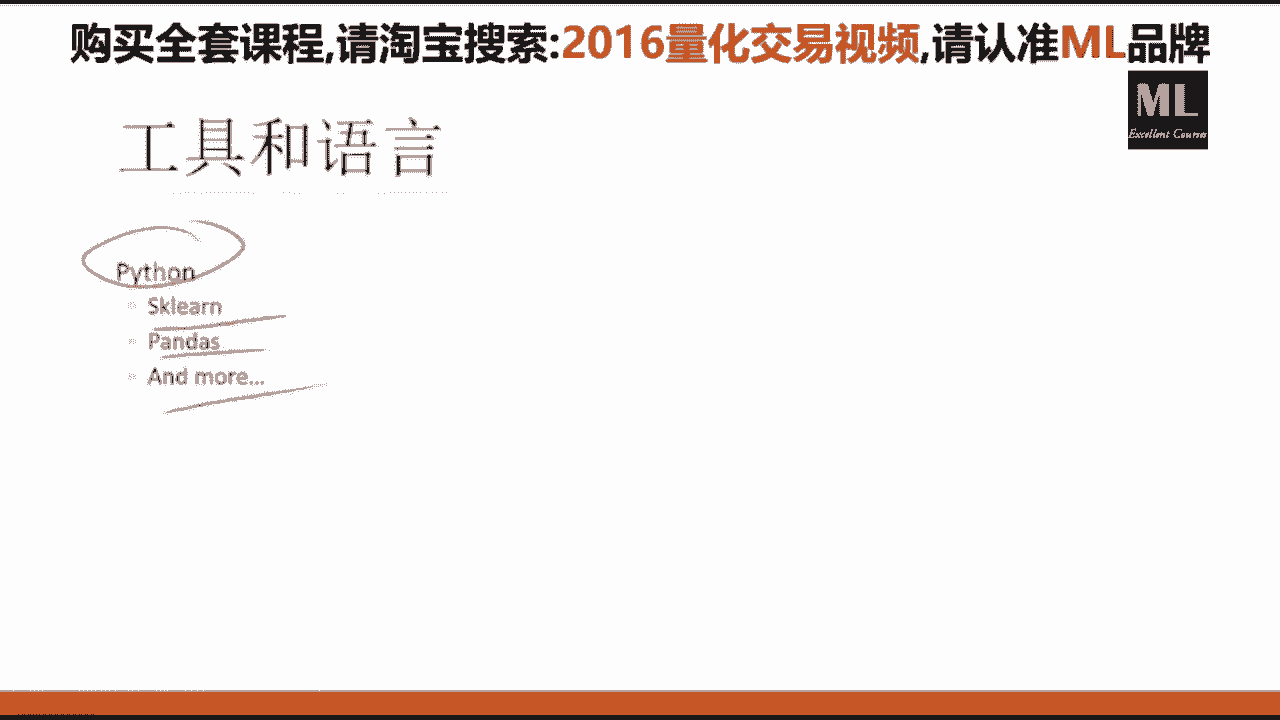 购买全套课程,请淘宝搜索:2016量化交易视频,请认准ML品牌
ML
Excellent Courses
工具和语言
Python
Sklearn
Pandas
And more...